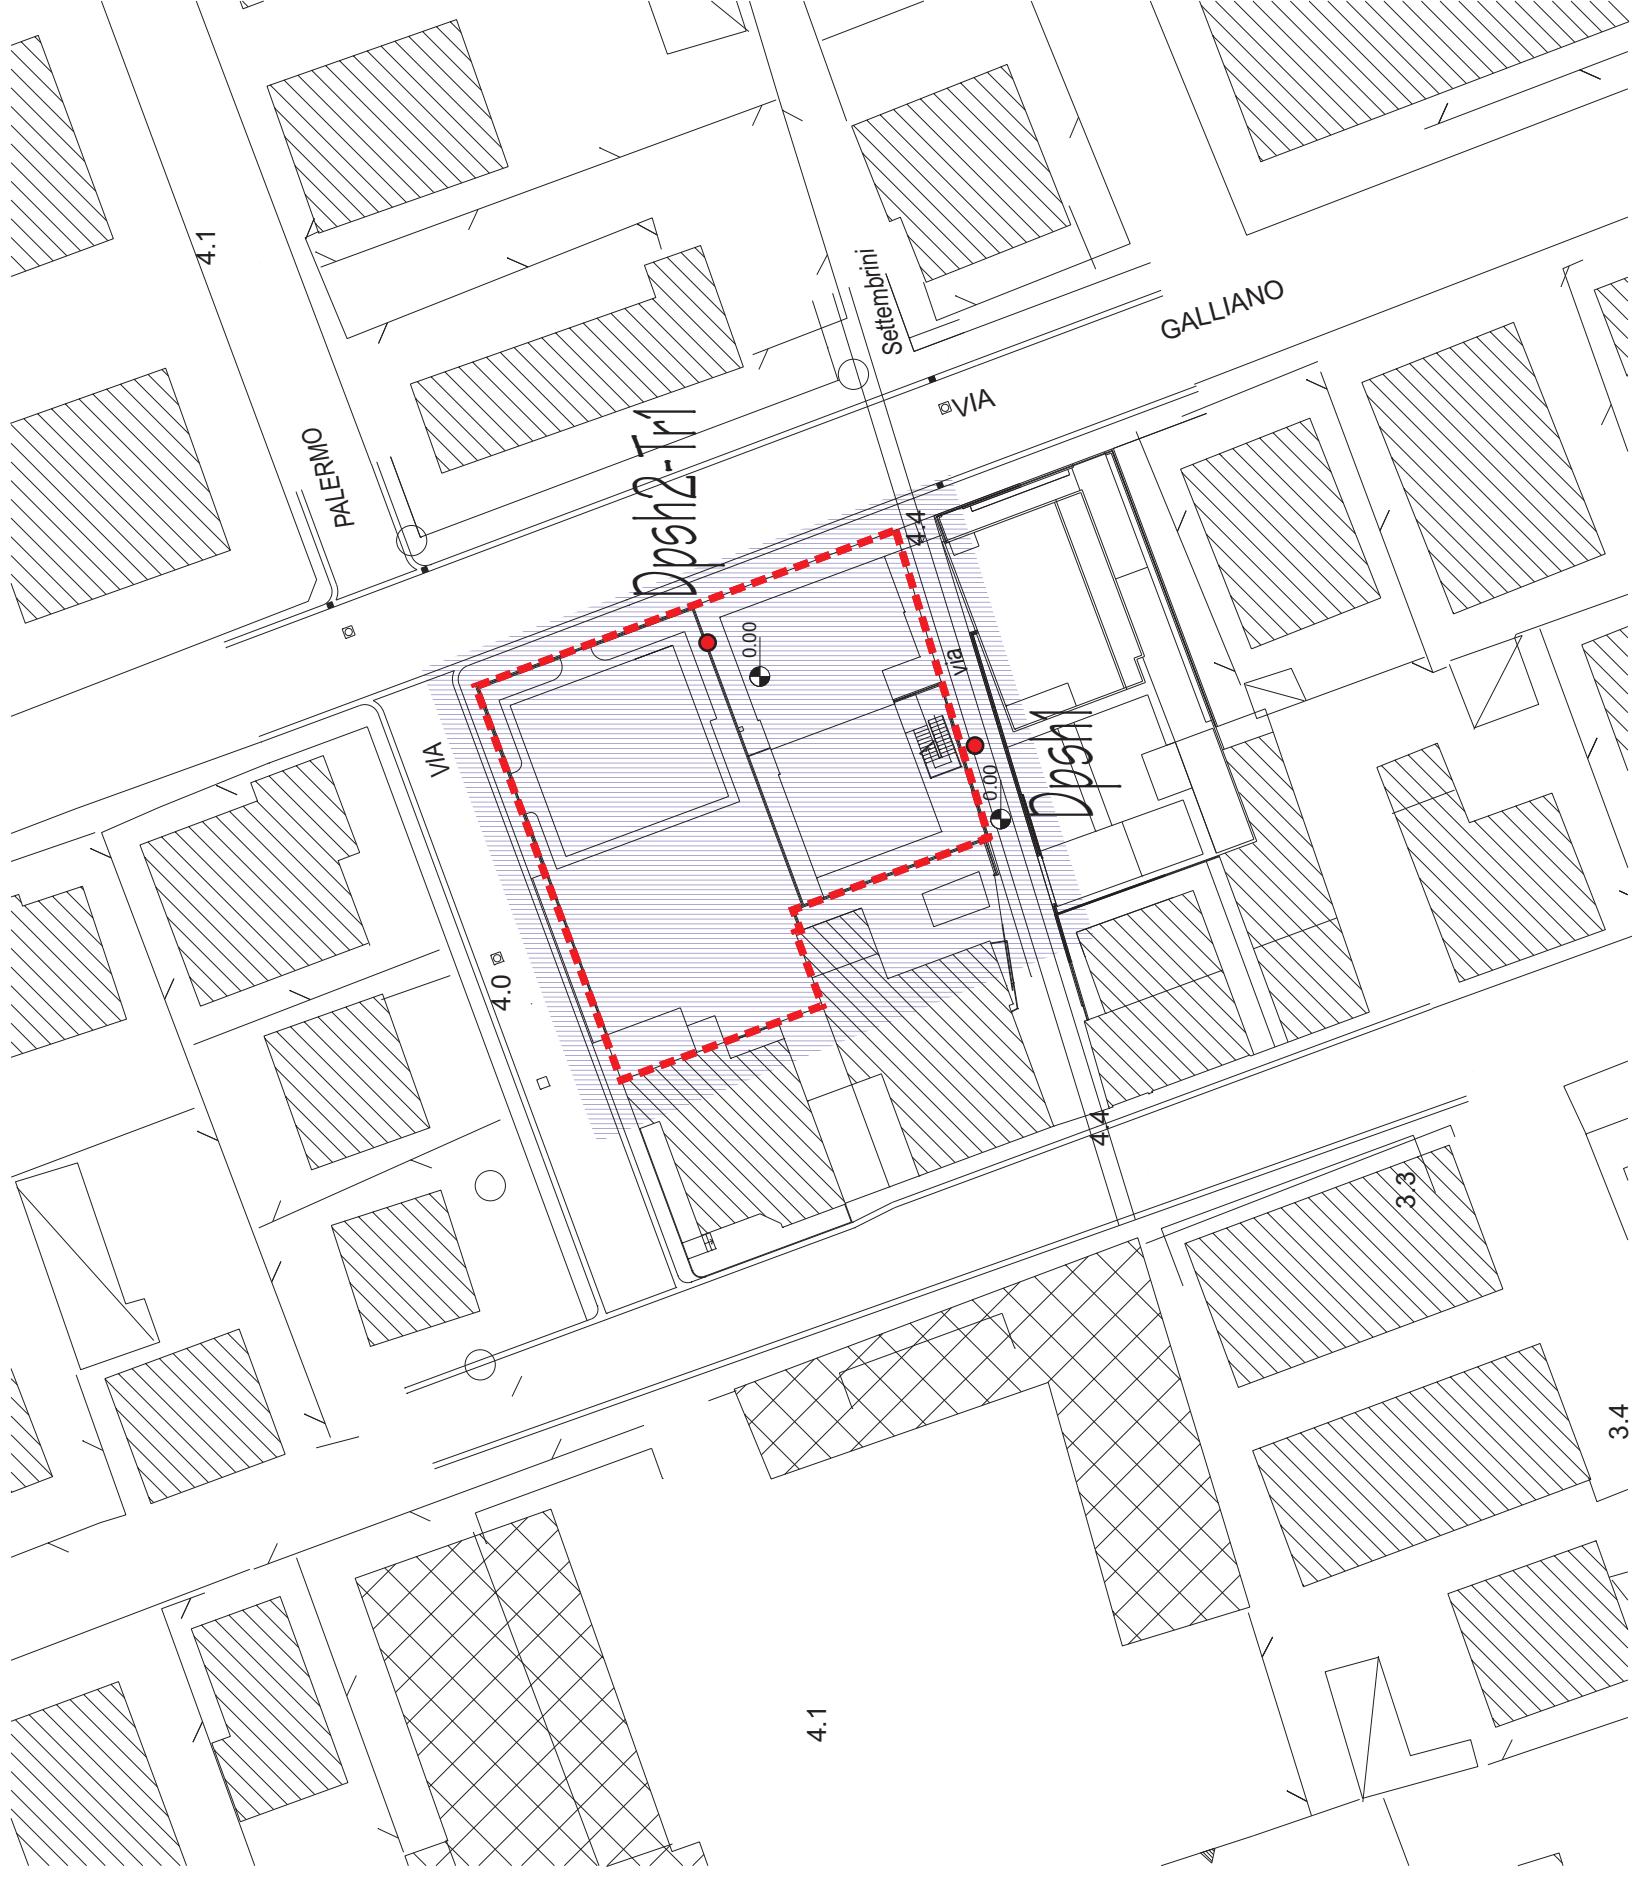 4.1
PALERMO
Settembrini
GALLIANO
VIA
Dpsh2-Tr1
4.4
0.00
via
VIA
Dpsh1
0.00
4.0
4.4
3.3
3.4
4.1